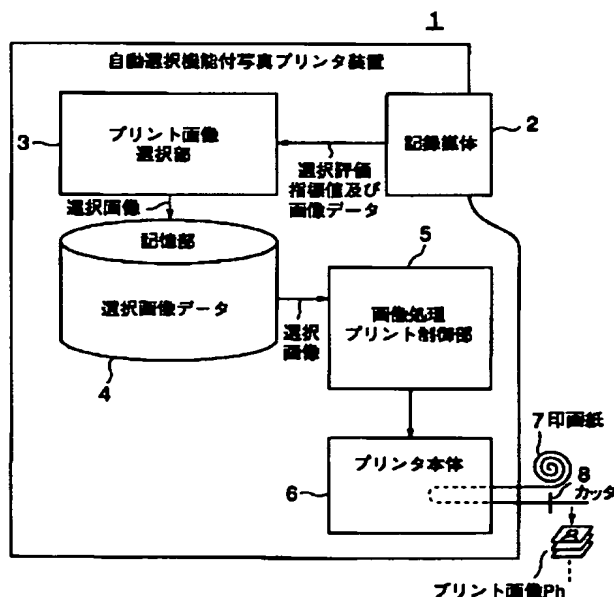 1
自動選択機能付写真プリンタ装置
3
プリント画像
選択部
記録媒体
2
選択評価
指標値及び
画像データ
選択画像
記憶部
選択画像データ
4
選択
画像
5
画像処理
プリント制御部
プリンタ本体
6
7 印画紙
8
カッタ
プリント画像Ph